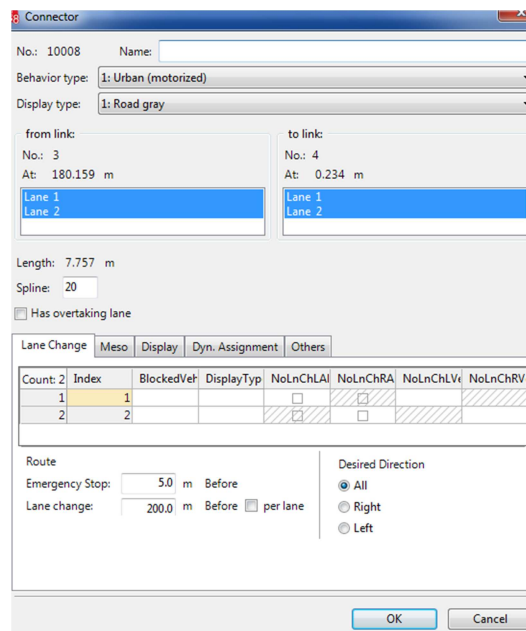 Connector
No.: 10008 Name:
Behavior type: 1: Urban (motorized)
Display type: 1: Road gray
from link: to link:
No.: 3 No.: 4
At: 180.159 m At: 0.234 m
Lane 1 Lane 1
Lane 2 Lane 2
Length: 7.757 m
Spline: 20
Has overtaking lane
Lane Change Meso Display Dyn. Assignment Others
Count: 2 Index BlockedVeh DisplayTyp NoLnChLAl NoLnChRA NoLnChLVe NoLnChRV
1 1
2 2
Route Desired Direction
Emergency Stop: 5.0 m Before All
Lane change: 200.0 m Before per lane Right
Left
OK Cancel